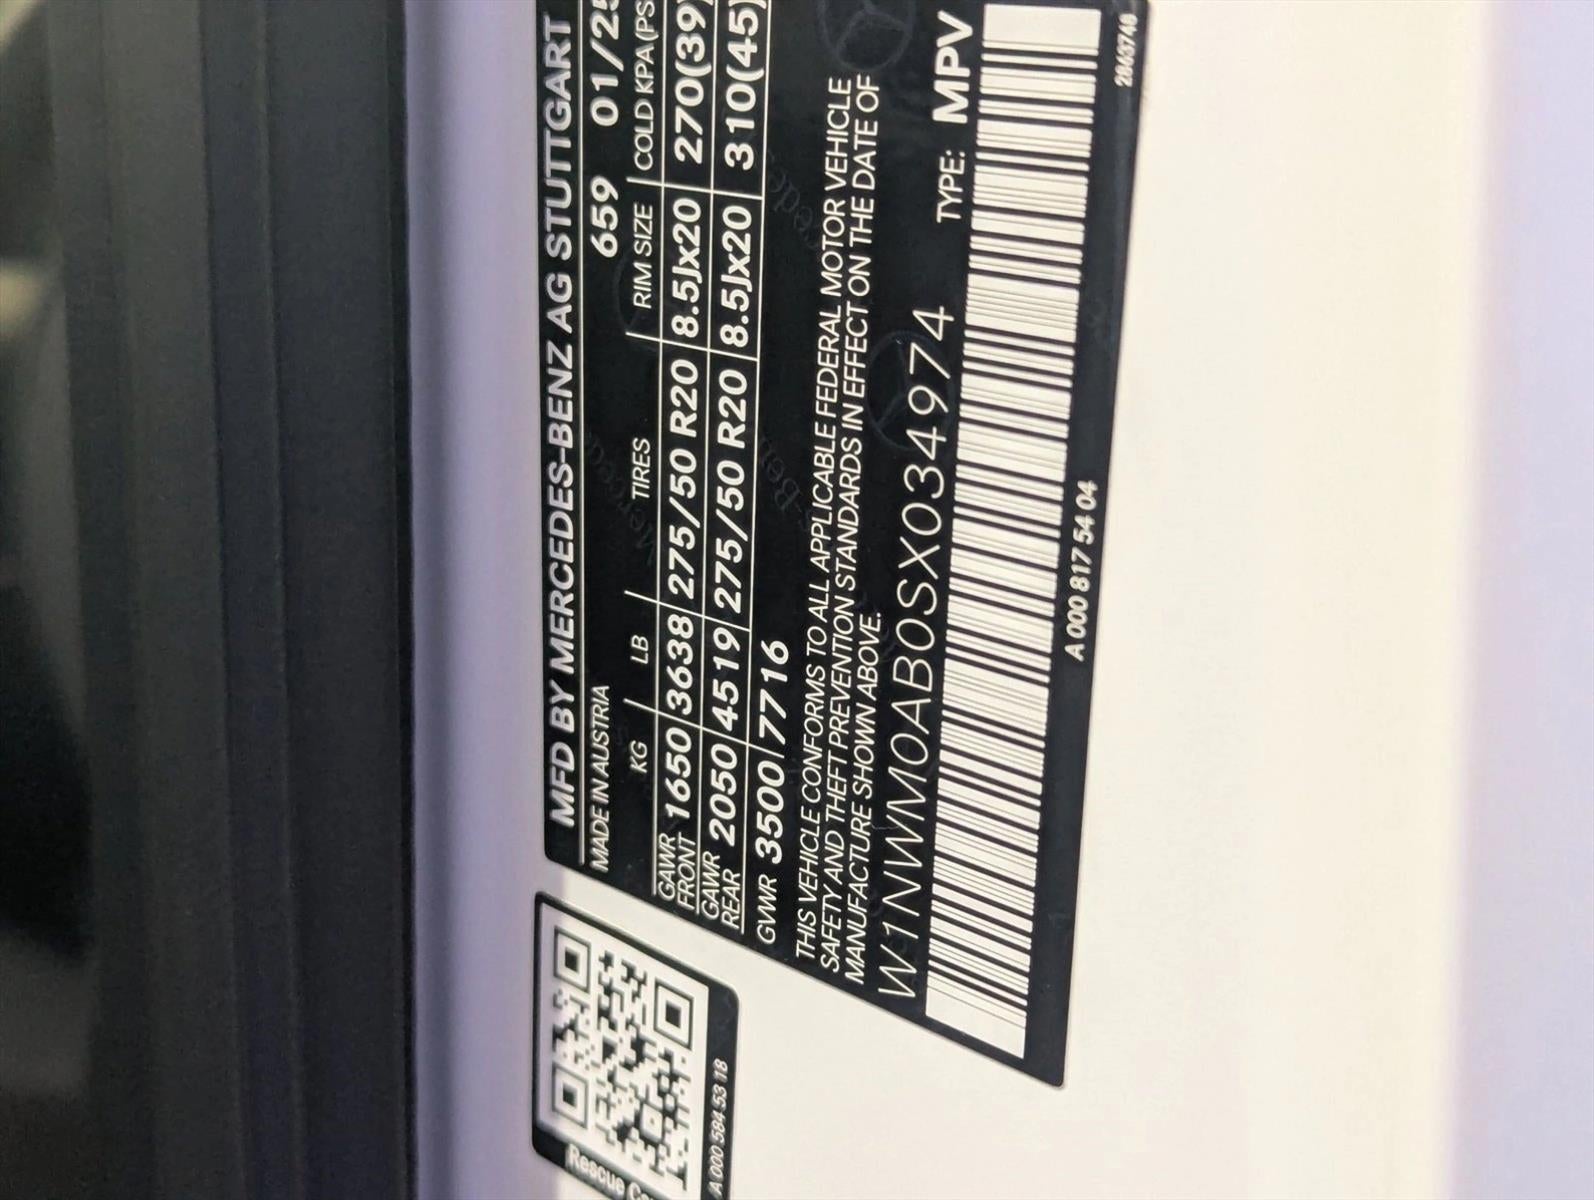 MFD BY MERCEDES-BENZ AG STUTTGART
MADE IN AUSTRIA 659 01/25
KG LB TIRES RIM SIZE COLD KPA(PS
GAWR FRONT 1650 3638 275/50 R20 8.5Jx20 270(39)
GAWR REAR 2050 4519 275/50 R20 8.5Jx20 310(45)
GVWR 3500 7716
THIS VEHICLE CONFORMS TO ALL APPLICABLE FEDERAL MOTOR VEHICLE
SAFETY AND THEFT PREVENTION STANDARDS IN EFFECT ON THE DATE OF
MANUFACTURE SHOWN ABOVE.
W1NWM0AB0SX034974 TYPE: MPV
A 000 817 54 04
2863748
Rescue
A 000 584 53 18